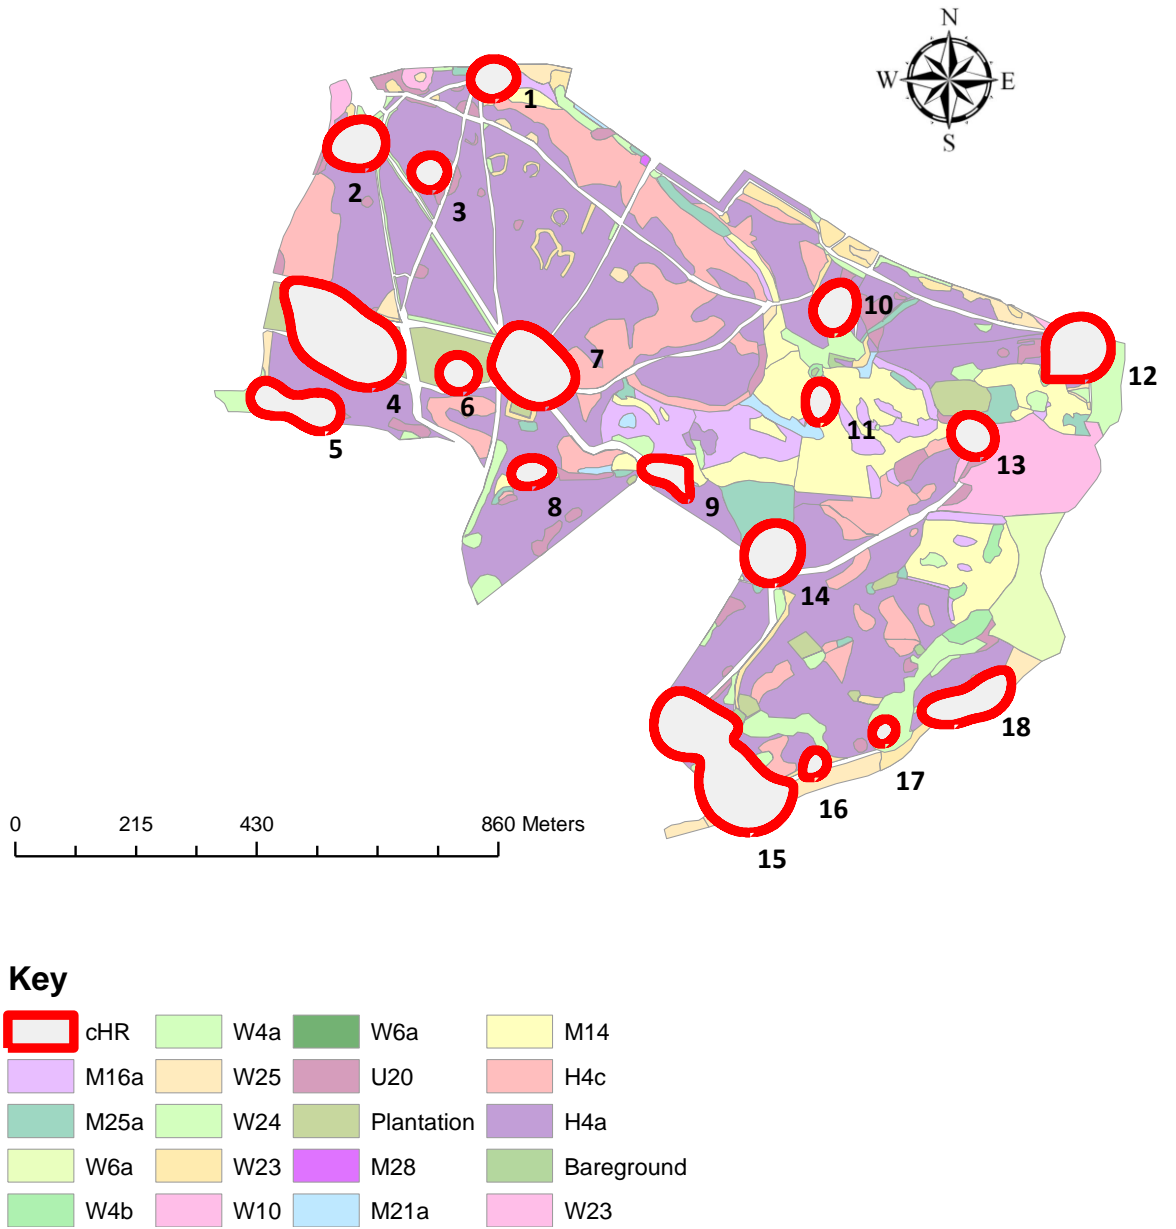 N
W E
S
1
2
3
10
7
12
4
6
11
5
13
8
9
14
18
17
16
15
0 215 430 860 Meters
Key
cHR W4a W6a M14
M16a W25 U20 H4c
M25a W24 Plantation H4a
W6a W23 M28 Bareground
W4b W10 M21a W23